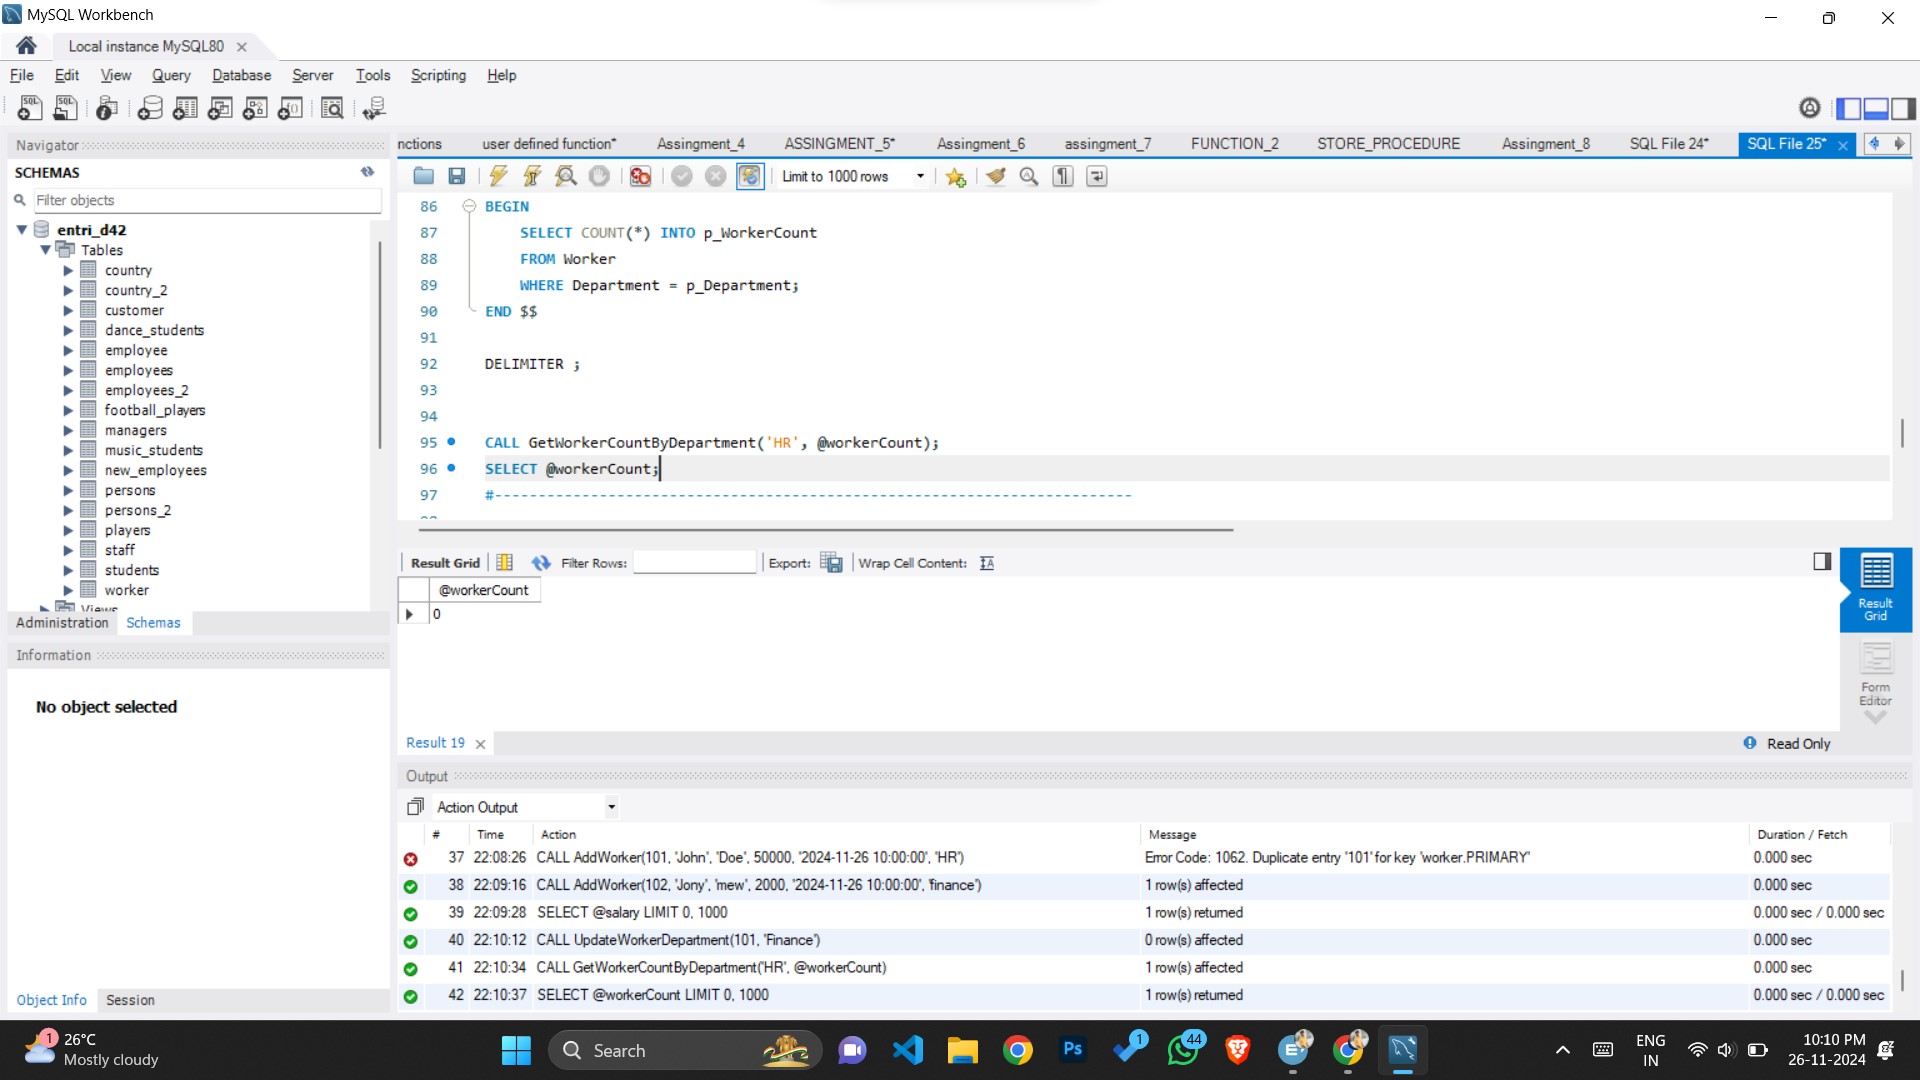 MySQL Workbench
Local instance MySQL80
File Edit View Query Database Server Tools Scripting Help
Navigator
SCHEMAS
Filter objects
entri_d42
Tables
country
country_2
customer
dance_students
employee
employees
employees_2
football_players
managers
music_students
new_employees
persons
persons_2
players
staff
students
worker
Views
Administration Schemas
Information
No object selected
Object Info Session
nctions user defined function* Assingment_4 ASSINGMENT_5* Assingment_6 assingment_7 FUNCTION_2 STORE_PROCEDURE Assingment_8 SQL File 24* SQL File 25*
Limit to 1000 rows
86 BEGIN
87 SELECT COUNT(*) INTO p_WorkerCount
88 FROM Worker
89 WHERE Department = p_Department;
90 END $$
91
92 DELIMITER ;
93
94
95 CALL GetWorkerCountByDepartment('HR', @workerCount);
96 SELECT @workerCount;
97 #-------------------------------------------------------------------------
Result Grid Filter Rows: Export: Wrap Cell Content:
@workerCount
0
Result
Grid
Form
Editor
Result 19
Read Only
Output
Action Output
# Time Action Message Duration / Fetch
37 22:08:26 CALL AddWorker(101, 'John', 'Doe', 50000, '2024-11-26 10:00:00', 'HR') Error Code: 1062. Duplicate entry '101' for key 'worker.PRIMARY' 0.000 sec
38 22:09:16 CALL AddWorker(102, 'Jony', 'mew', 2000, '2024-11-26 10:00:00', 'finance') 1 row(s) affected 0.000 sec
39 22:09:28 SELECT @salary LIMIT 0, 1000 1 row(s) returned 0.000 sec / 0.000 sec
40 22:10:12 CALL UpdateWorkerDepartment(101, 'Finance') 0 row(s) affected 0.000 sec
41 22:10:34 CALL GetWorkerCountByDepartment('HR', @workerCount) 1 row(s) affected 0.000 sec
42 22:10:37 SELECT @workerCount LIMIT 0, 1000 1 row(s) returned 0.000 sec / 0.000 sec
1
26°C
Mostly cloudy
Search
Ps
1
44
ENG
IN
10:10 PM
26-11-2024